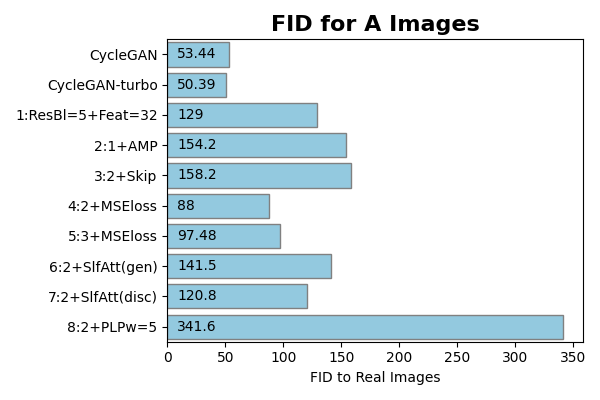 FID for A Images
CycleGAN 53.44
CycleGAN-turbo 50.39
1:ResBl=5+Feat=32 129
2:1+AMP 154.2
3:2+Skip 158.2
4:2+MSEloss 88
5:3+MSEloss 97.48
6:2+SlfAtt(gen) 141.5
7:2+SlfAtt(disc) 120.8
8:2+PLPw=5 341.6
0 50 100 150 200 250 300 350
FID to Real Images